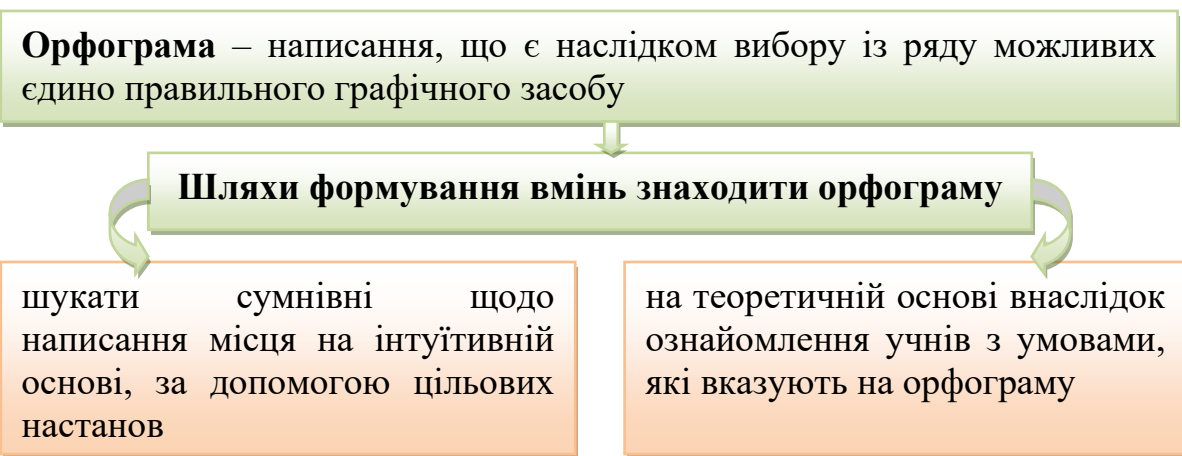 Орфограма – написання, що є наслідком вибору із ряду можливих
єдино правильного графічного засобу
Шляхи формування вмінь знаходити орфограму
шукати сумнівні щодо
написання місця на інтуїтивній
основі, за допомогою цільових
настанов
на теоретичній основі внаслідок
ознайомлення учнів з умовами,
які вказують на орфограму